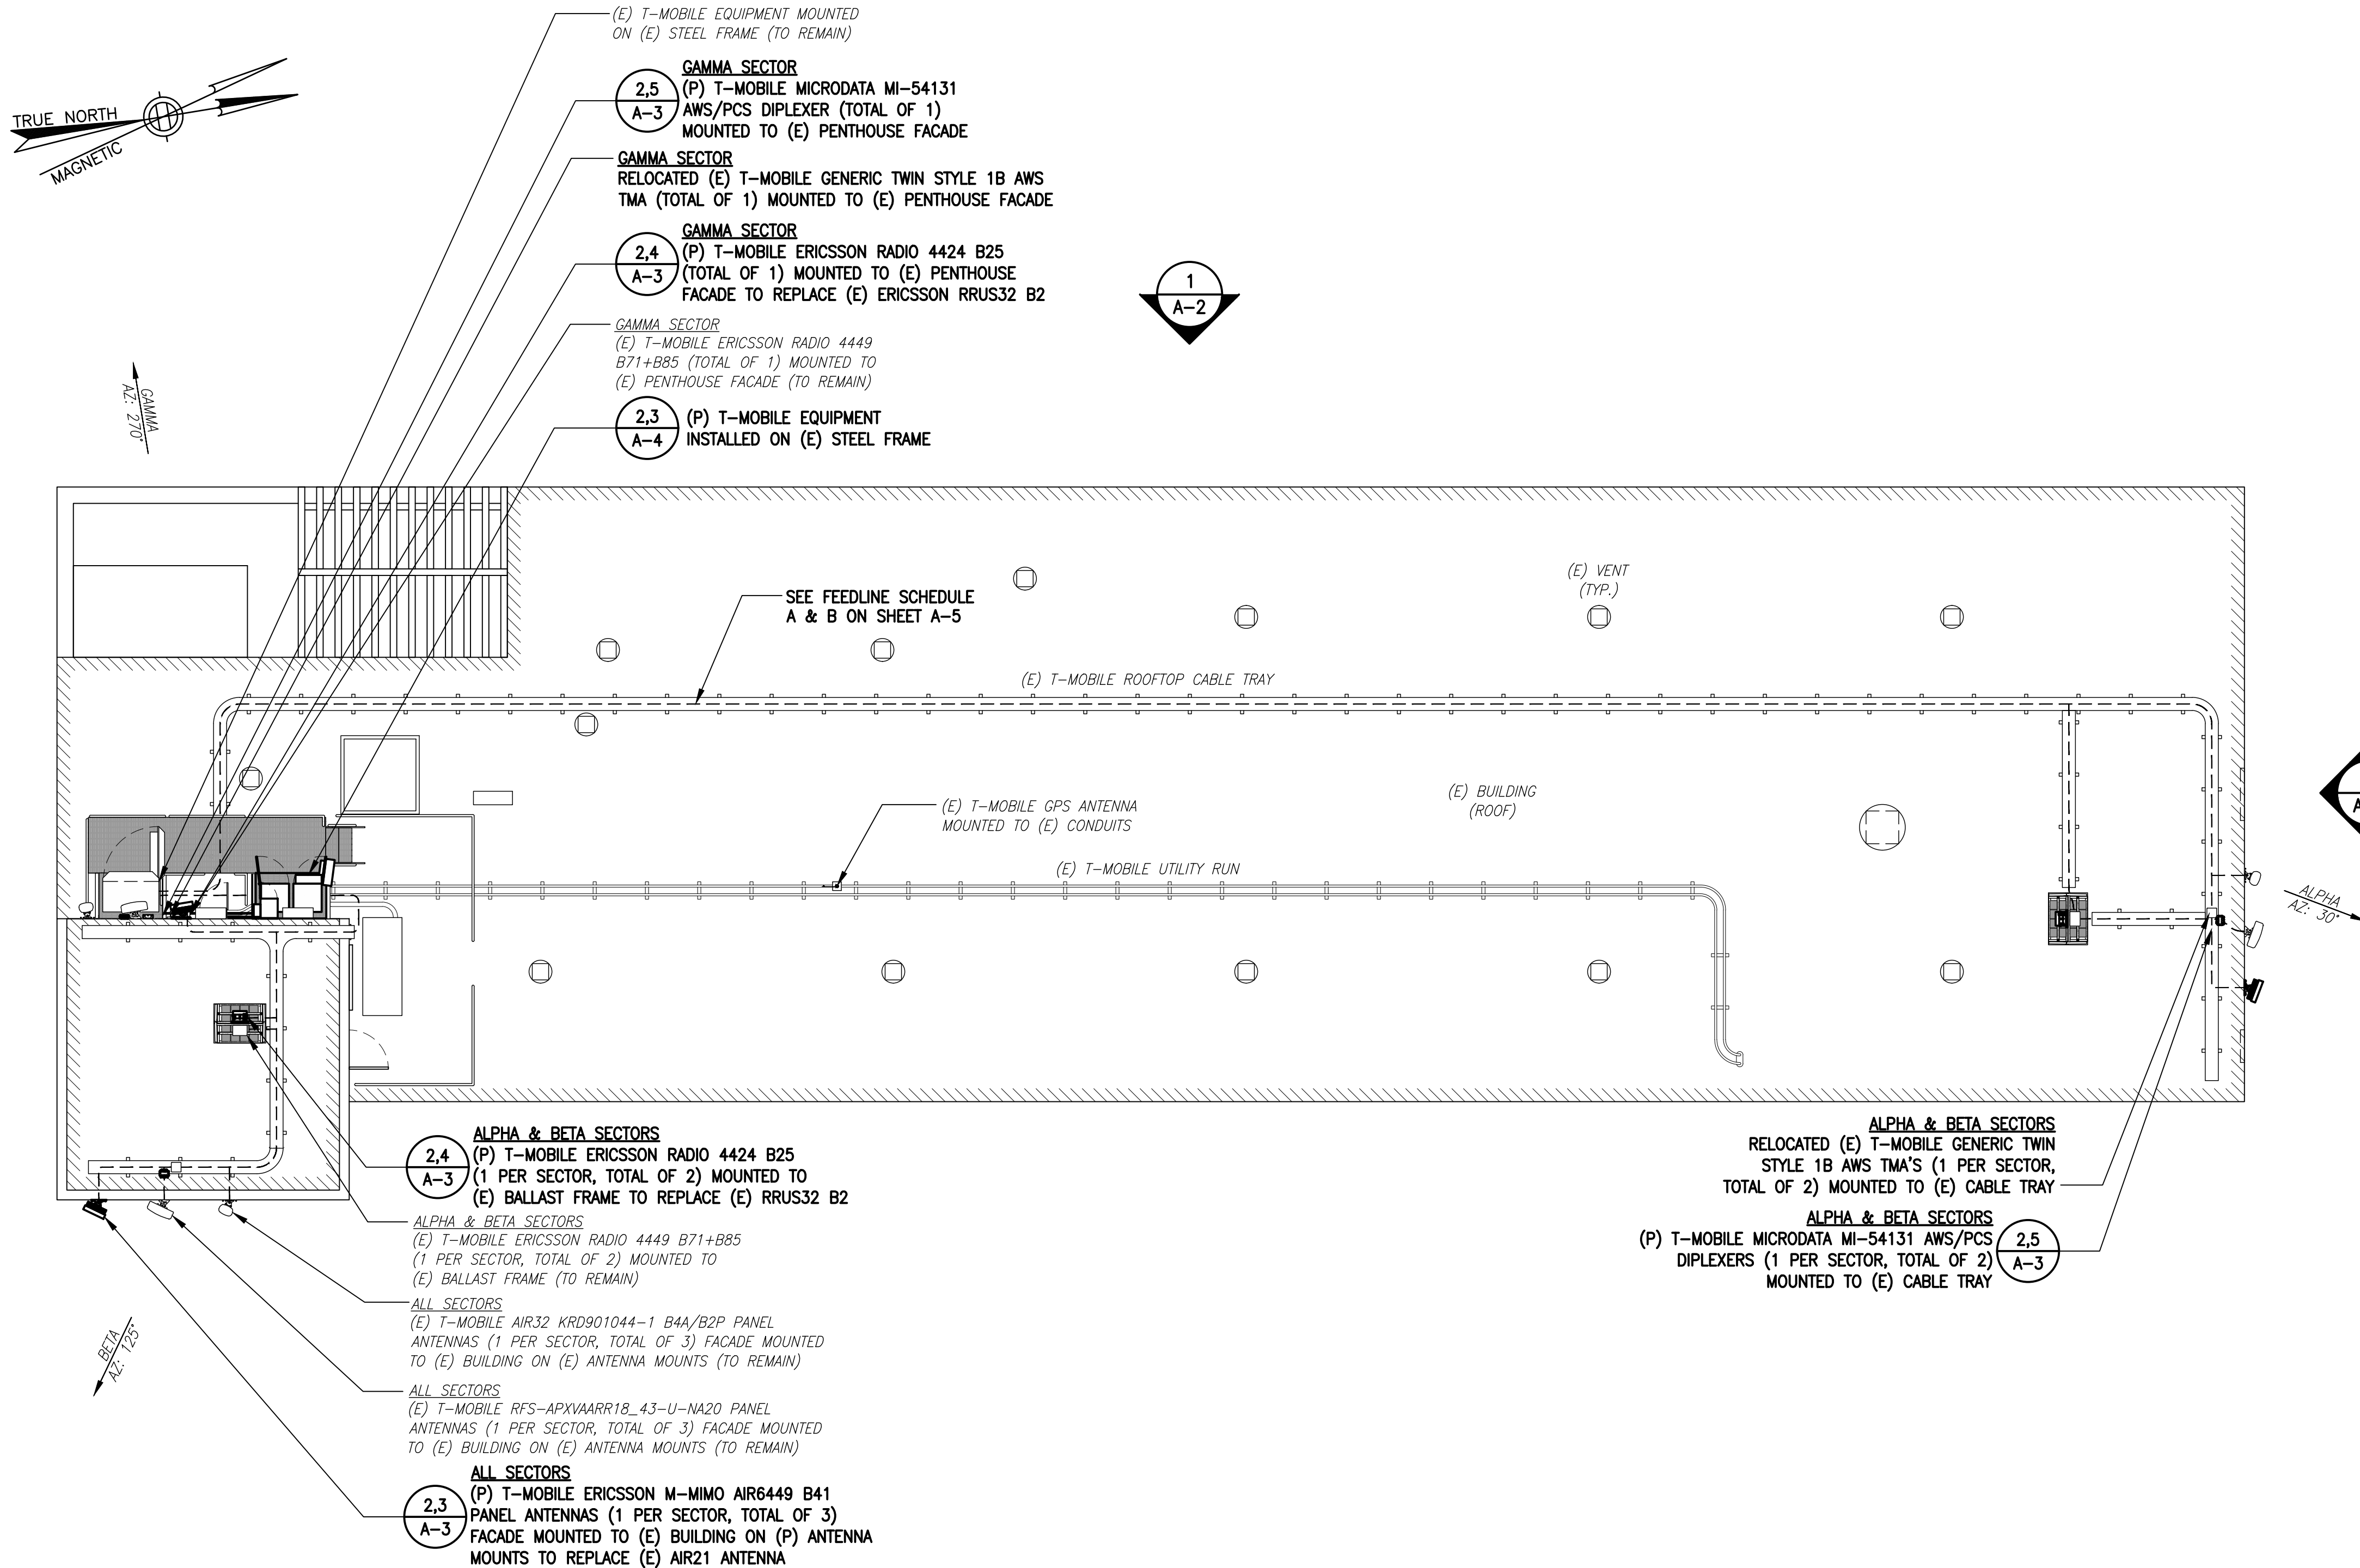 (E) T-MOBILE EQUIPMENT MOUNTED
ON (E) STEEL FRAME (TO REMAIN)
TRUE NORTH
MAGNETIC
2,5
A-3
GAMMA SECTOR
(P) T-MOBILE MICRODATA MI-54131
AWS/PCS DIPLEXER (TOTAL OF 1)
MOUNTED TO (E) PENTHOUSE FACADE
GAMMA SECTOR
RELOCATED (E) T-MOBILE GENERIC TWIN STYLE 1B AWS
TMA (TOTAL OF 1) MOUNTED TO (E) PENTHOUSE FACADE
2,4
A-3
GAMMA SECTOR
(P) T-MOBILE ERICSSON RADIO 4424 B25
(TOTAL OF 1) MOUNTED TO (E) PENTHOUSE
FACADE TO REPLACE (E) ERICSSON RRUS32 B2
1
A-2
GAMMA SECTOR
(E) T-MOBILE ERICSSON RADIO 4449
B71+B85 (TOTAL OF 1) MOUNTED TO
(E) PENTHOUSE FACADE (TO REMAIN)
GAMMA
AZ: 270°
2,3
A-4
(P) T-MOBILE EQUIPMENT
INSTALLED ON (E) STEEL FRAME
SEE FEEDLINE SCHEDULE
A & B ON SHEET A-5
(E) VENT
(TYP.)
(E) T-MOBILE ROOFTOP CABLE TRAY
(E) T-MOBILE GPS ANTENNA
MOUNTED TO (E) CONDUITS
(E) BUILDING
(ROOF)
(E) T-MOBILE UTILITY RUN
ALPHA
AZ: 30°
2,4
A-3
ALPHA & BETA SECTORS
(P) T-MOBILE ERICSSON RADIO 4424 B25
(1 PER SECTOR, TOTAL OF 2) MOUNTED TO
(E) BALLAST FRAME TO REPLACE (E) RRUS32 B2
ALPHA & BETA SECTORS
(E) T-MOBILE ERICSSON RADIO 4449 B71+B85
(1 PER SECTOR, TOTAL OF 2) MOUNTED TO
(E) BALLAST FRAME (TO REMAIN)
ALL SECTORS
(E) T-MOBILE AIR32 KRD901044-1 B4A/B2P PANEL
ANTENNAS (1 PER SECTOR, TOTAL OF 3) FACADE MOUNTED
TO (E) BUILDING ON (E) ANTENNA MOUNTS (TO REMAIN)
BETA
AZ: 125°
ALL SECTORS
(E) T-MOBILE RFS-APXVAARR18_43-U-NA20 PANEL
ANTENNAS (1 PER SECTOR, TOTAL OF 3) FACADE MOUNTED
TO (E) BUILDING ON (E) ANTENNA MOUNTS (TO REMAIN)
2,3
A-3
ALL SECTORS
(P) T-MOBILE ERICSSON M-MIMO AIR6449 B41
PANEL ANTENNAS (1 PER SECTOR, TOTAL OF 3)
FACADE MOUNTED TO (E) BUILDING ON (P) ANTENNA
MOUNTS TO REPLACE (E) AIR21 ANTENNA
ALPHA & BETA SECTORS
RELOCATED (E) T-MOBILE GENERIC TWIN
STYLE 1B AWS TMA'S (1 PER SECTOR,
TOTAL OF 2) MOUNTED TO (E) CABLE TRAY
ALPHA & BETA SECTORS
(P) T-MOBILE MICRODATA MI-54131 AWS/PCS
DIPLEXERS (1 PER SECTOR, TOTAL OF 2)
MOUNTED TO (E) CABLE TRAY
2,5
A-3